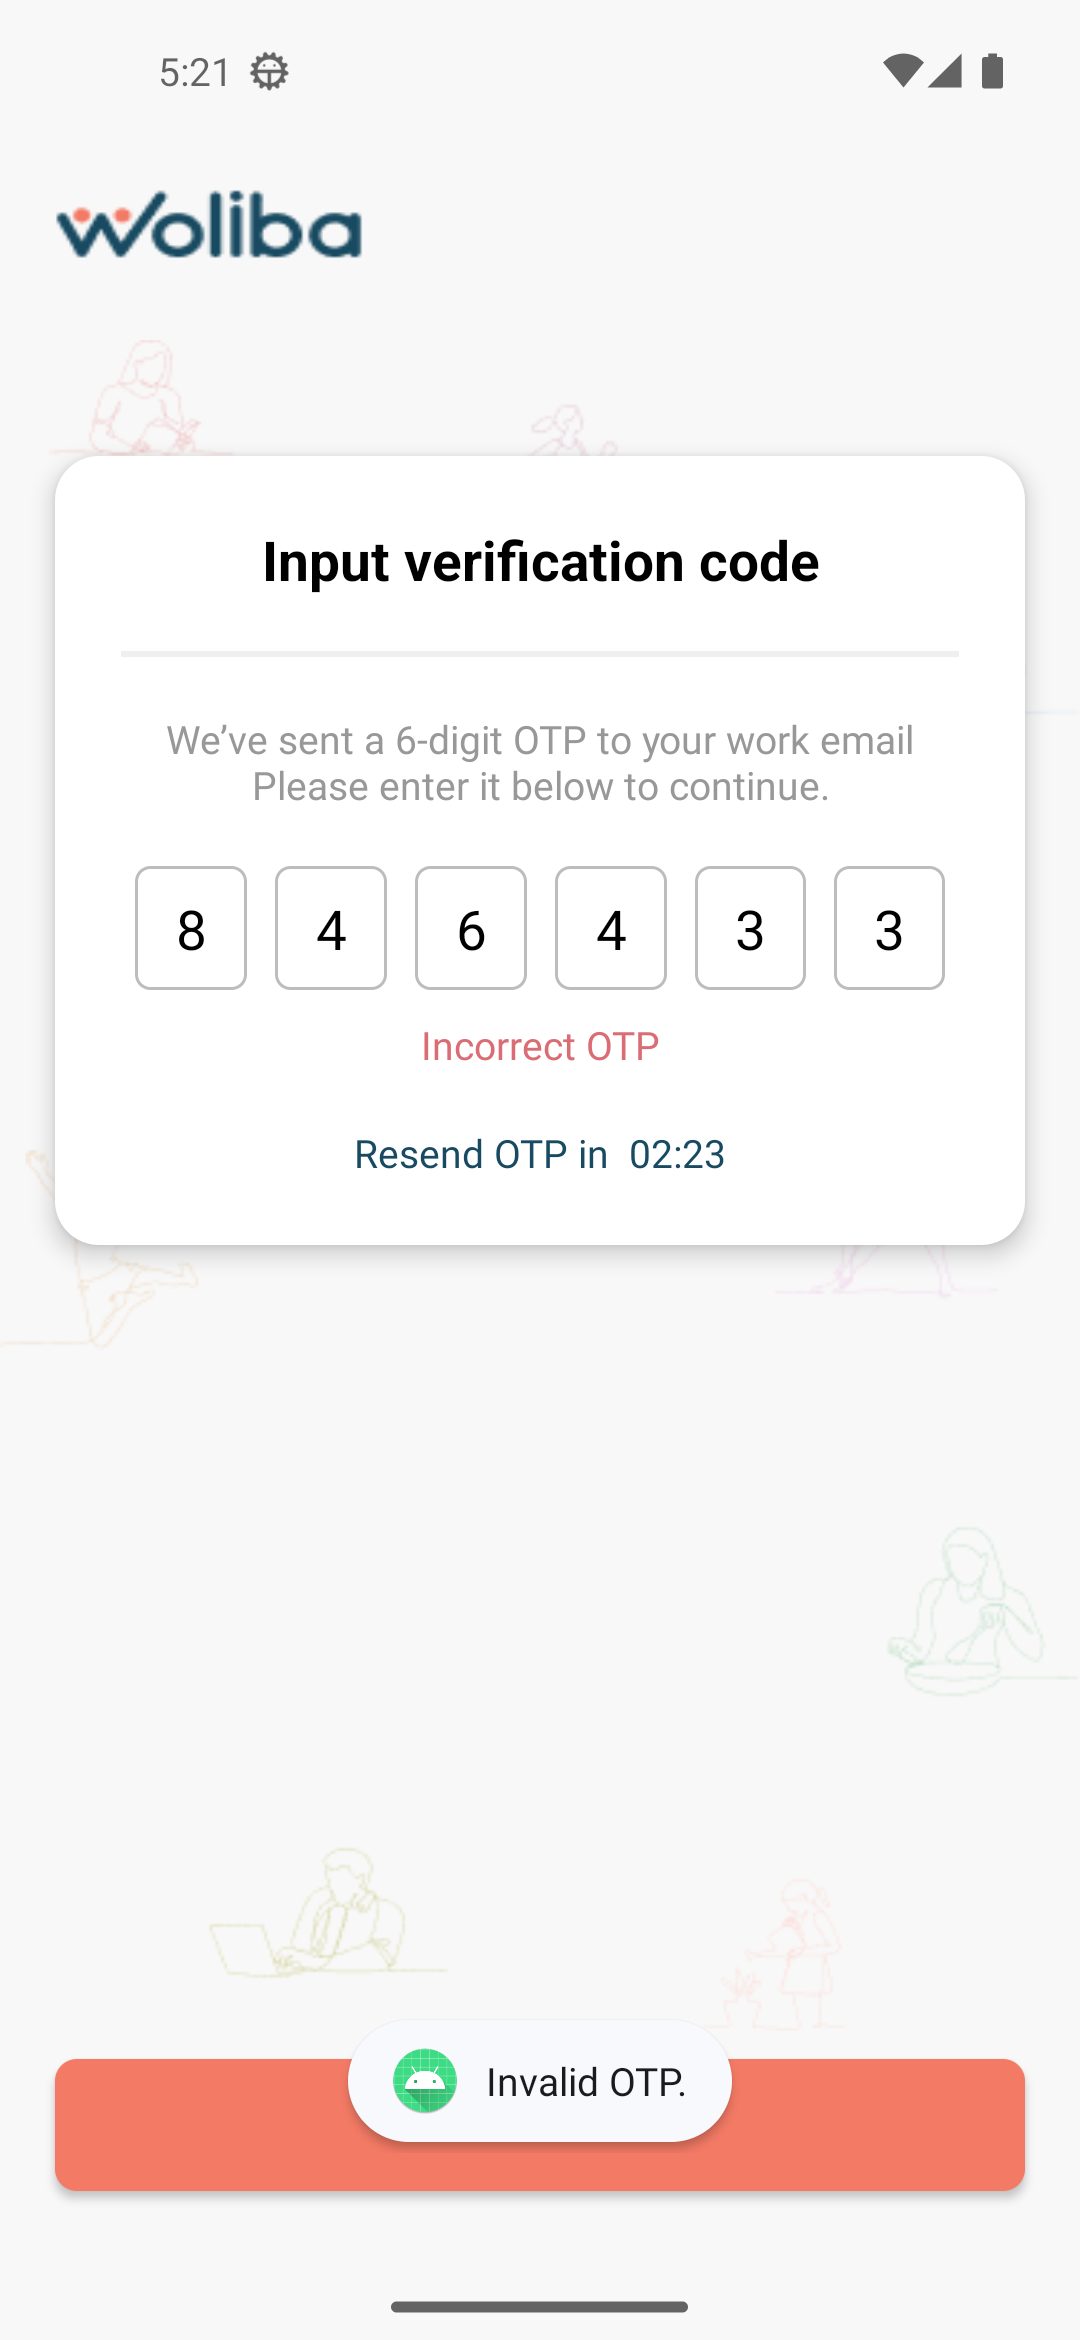 5:21
Woliba
Input verification code
We’ve sent a 6-digit OTP to your work email
Please enter it below to continue.
8 4 6 4 3 3
Incorrect OTP
Resend OTP in 02:23
Invalid OTP.